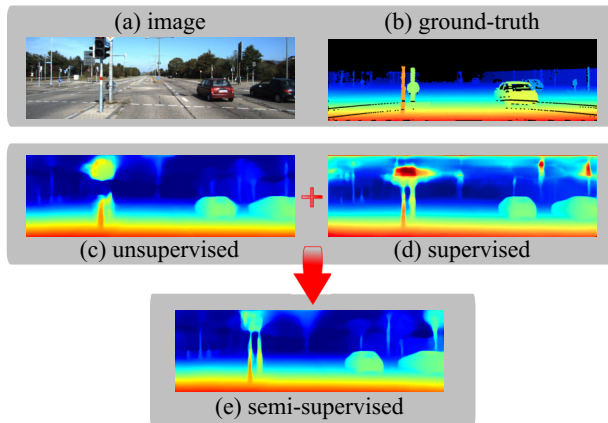 (a) image
(b) ground-truth
(c) unsupervised
+
(d) supervised
(e) semi-supervised